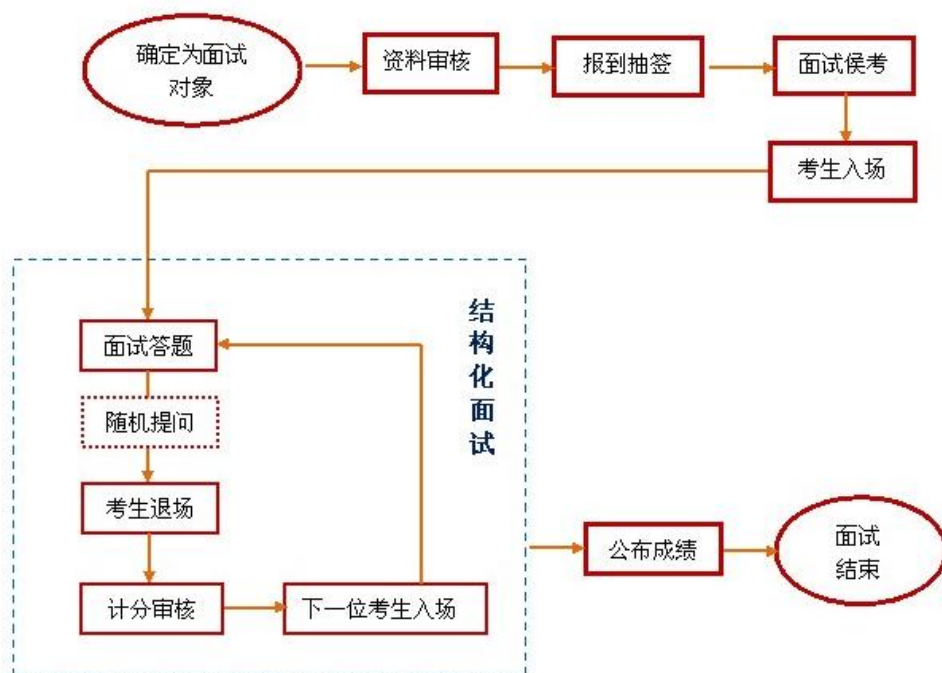 确定为面试
对象
资料审核
报到抽签
面试侯考
考生入场
结构化面试
面试答题
随机提问
考生退场
计分审核
下一位考生入场
公布成绩
面试
结束